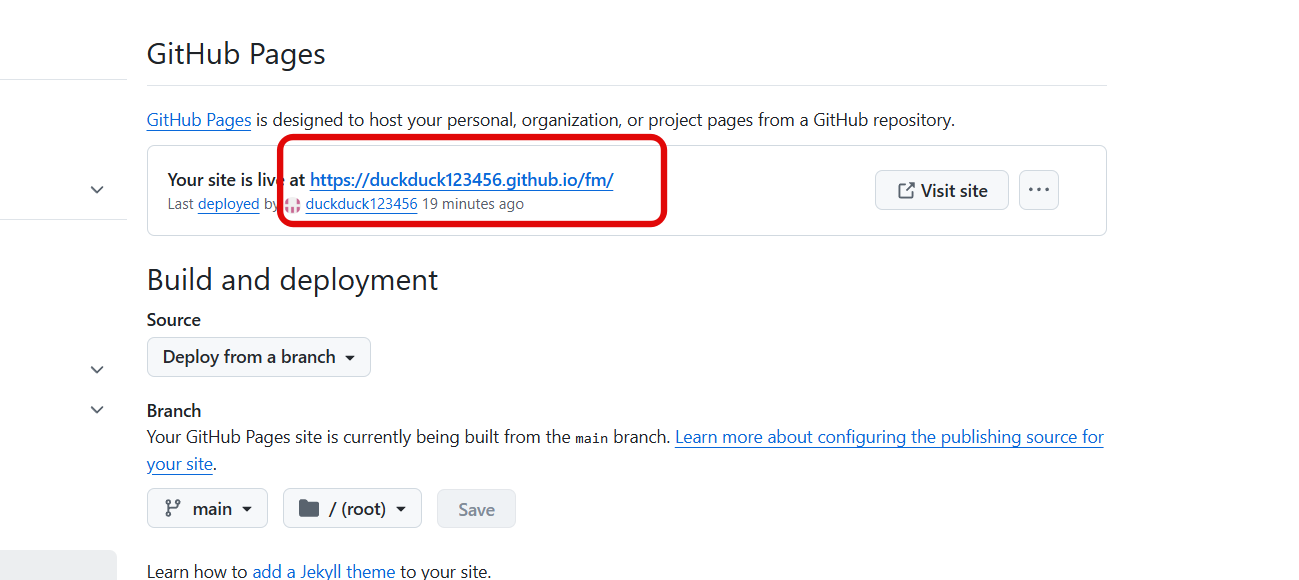 GitHub Pages
GitHub Pages is designed to host your personal, organization, or project pages from a GitHub repository.
Your site is live at https://duckduck123456.github.io/fm/
Last deployed by duckduck123456 19 minutes ago
Visit site
Build and deployment
Source
Deploy from a branch
Branch
Your GitHub Pages site is currently being built from the main branch. Learn more about configuring the publishing source for
your site.
main
/ (root)
Save
Learn how to add a Jekyll theme to your site.